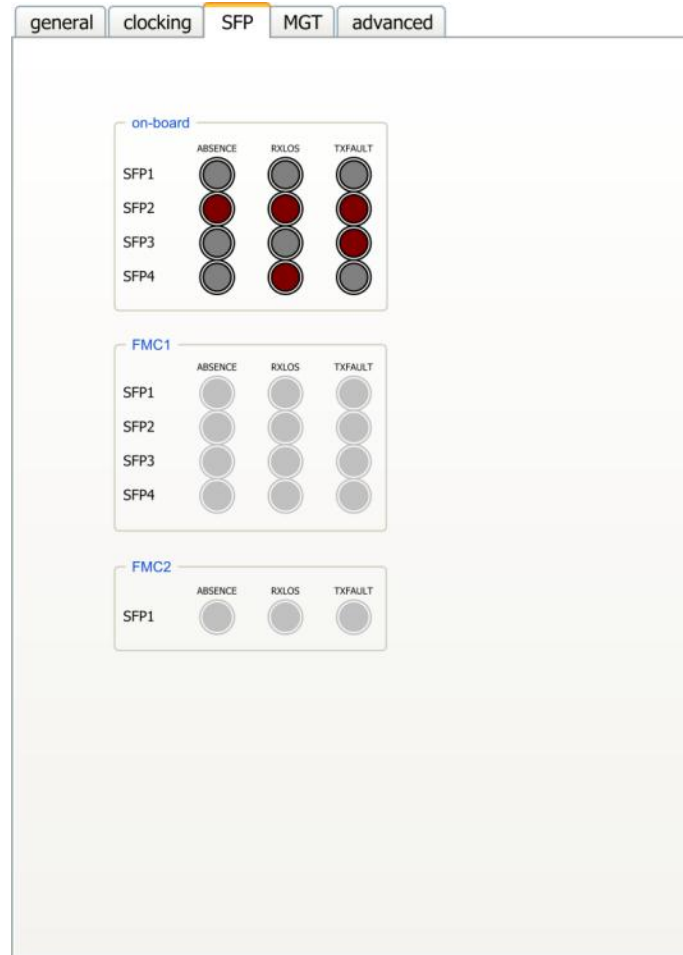 general clocking SFP MGT advanced
on-board
ABSENCE RXLOS TXFAULT
SFP1
SFP2
SFP3
SFP4
FMC1
ABSENCE RXLOS TXFAULT
SFP1
SFP2
SFP3
SFP4
FMC2
ABSENCE RXLOS TXFAULT
SFP1